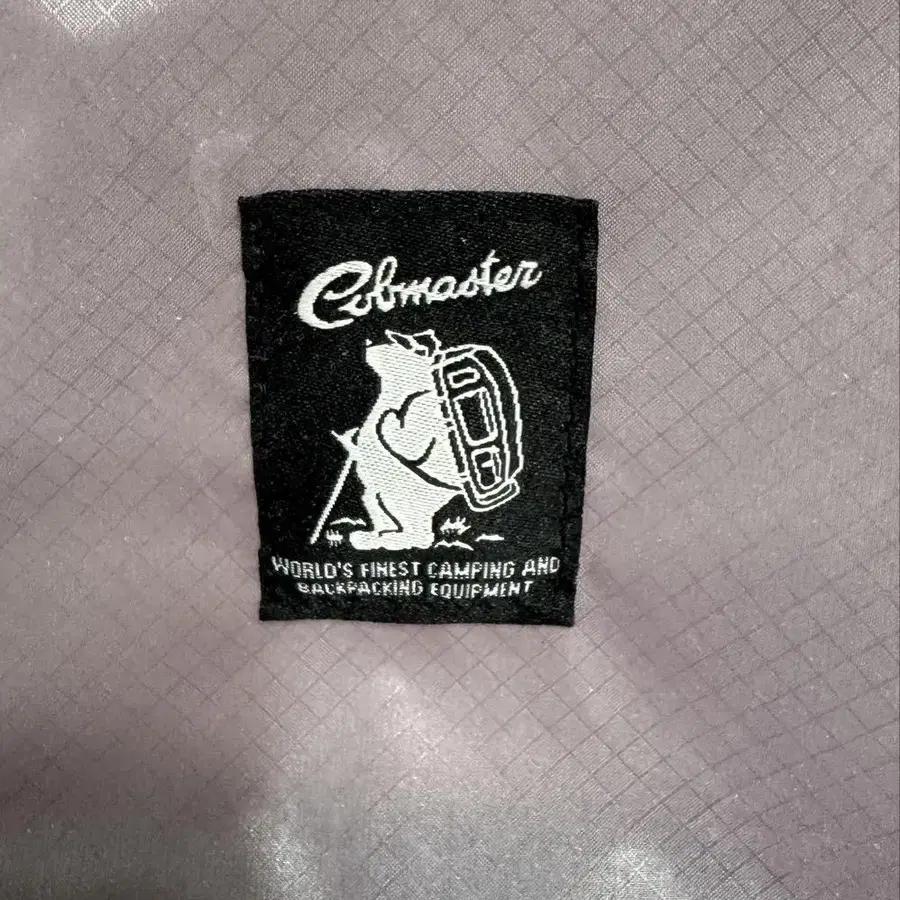 Cobmaster
WORLD'S FINEST CAMPING AND
BACKPACKING EQUIPMENT